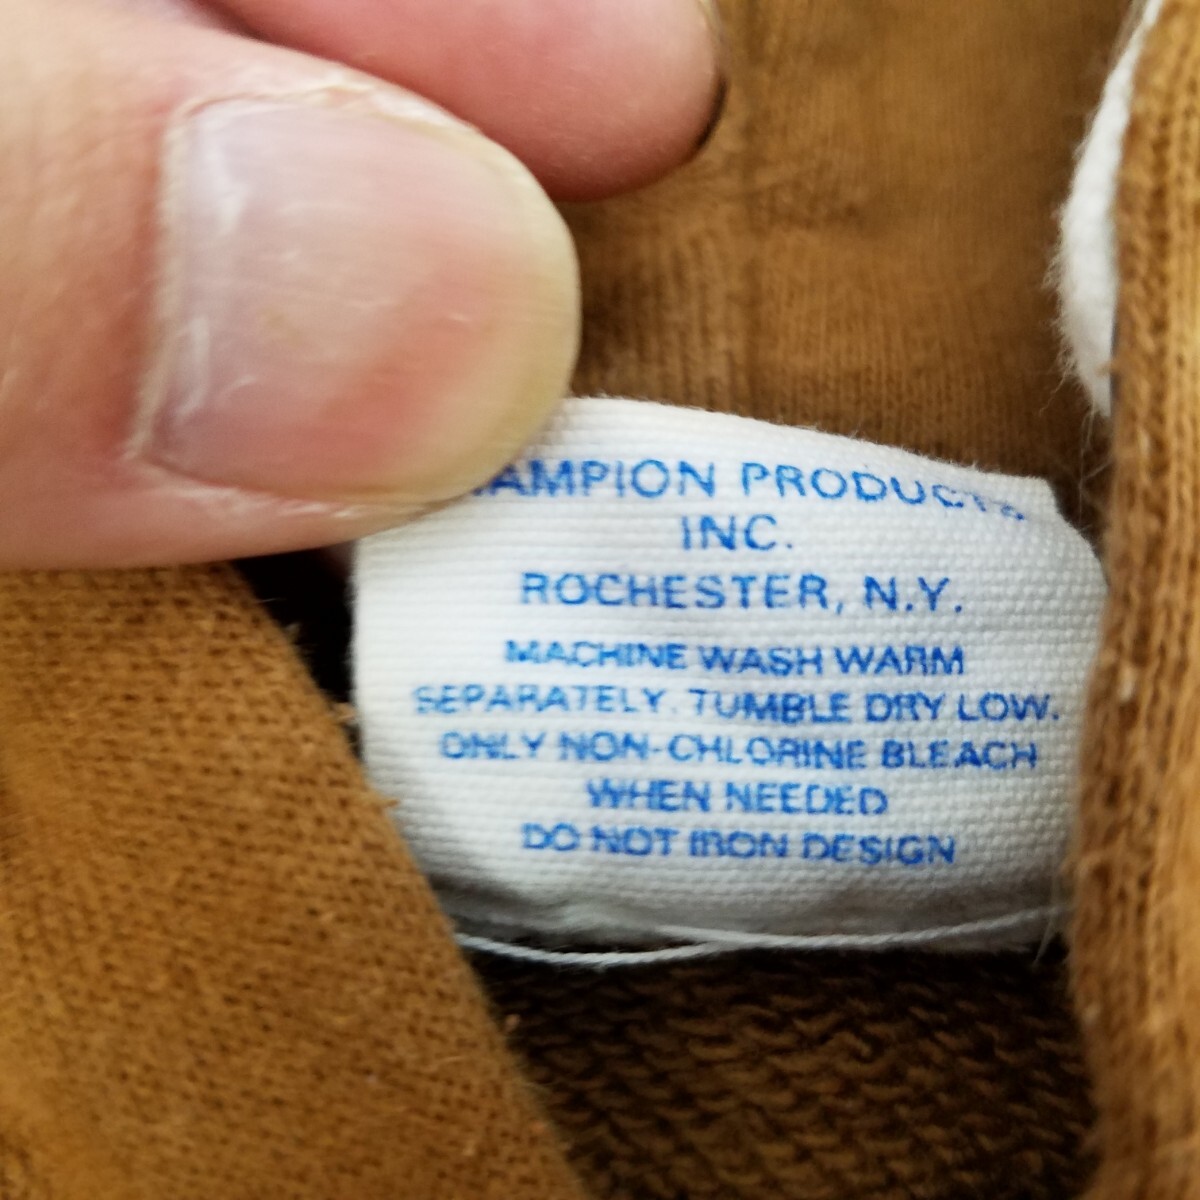 AMPION PRODUCTS
INC.
ROCHESTER, N.Y.
MACHINE WASH WARM
SEPARATELY. TUMBLE DRY LOW.
ONLY NON-CHLORINE BLEACH
WHEN NEEDED
DO NOT IRON DESIGN